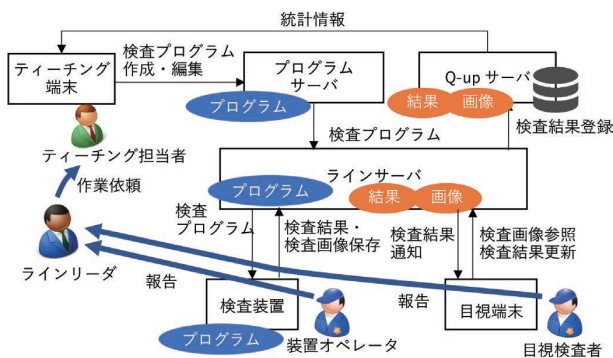 統計情報
ティーチング
端末
検査プログラム
作成・編集
プログラム
サーバ
プログラム
Q-up サーバ
結果
画像
検査結果登録
ティーチング担当者
検査プログラム
作業依頼
ラインサーバ
プログラム
結果
画像
ラインリーダ
検査
プログラム
検査結果・
検査画像保存
検査結果
通知
検査画像参照
検査結果更新
報告
報告
検査装置
プログラム
装置オペレータ
目視端末
目視検査者